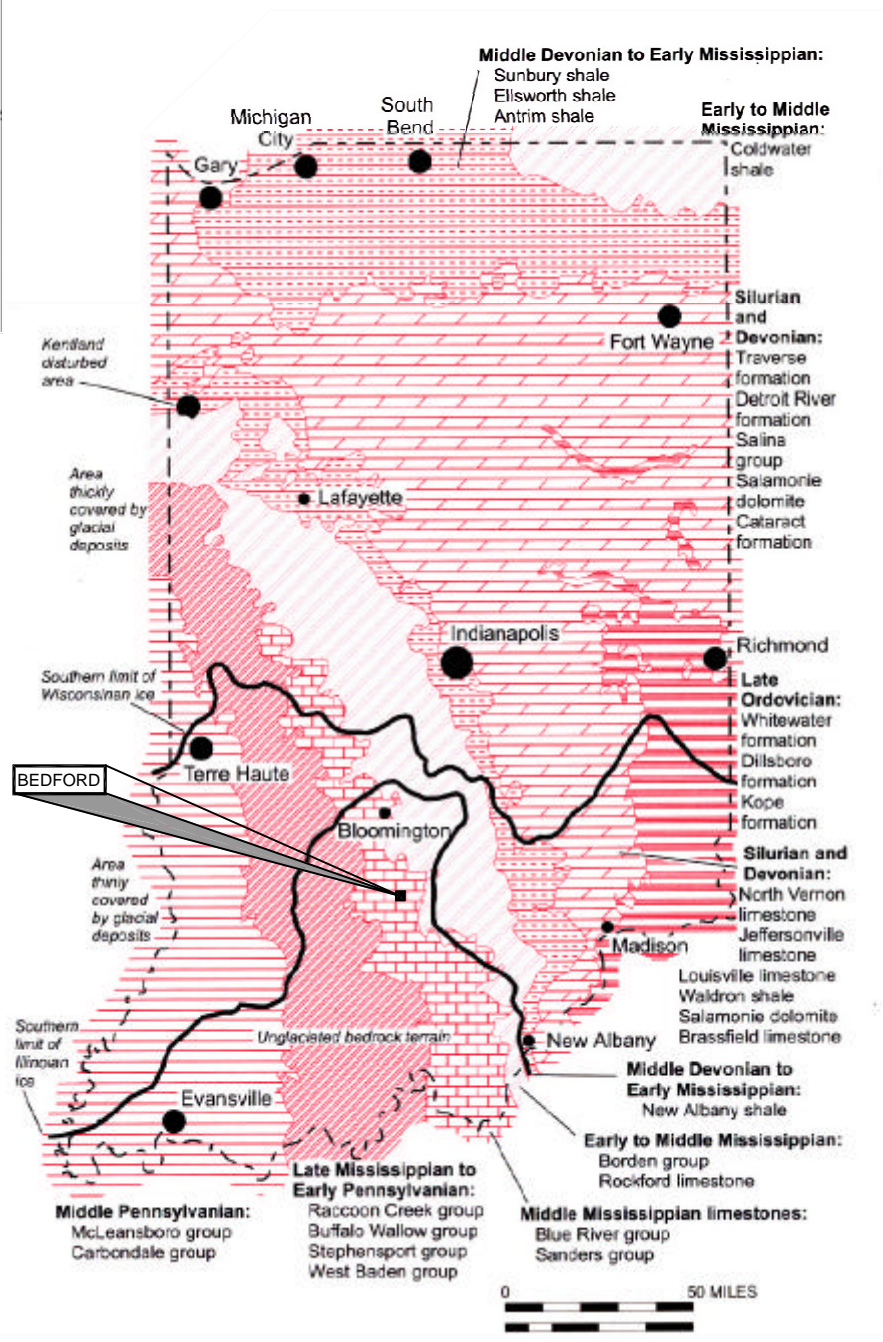 Middle Devonian to Early Mississippian:
Sunbury shale
Ellsworth shale
Antrim shale
Early to Middle
Mississippian:
Coldwater
shale
Michigan
City
South
Bend
Gary
Silurian
and
Devonian:
Traverse
formation
Detroit River
formation
Salina
group
Salamonie
dolomite
Cataract
formation
Fort Wayne
Kentland
disturbed
area
Area
thickly
covered by
glacial
deposits
Lafayette
Indianapolis
Richmond
Late
Ordovician:
Whitewater
formation
Dillsboro
formation
Kope
formation
Southern limit of
Wisconsinan ice
Terre Haute
BEDFORD
Bloomington
Silurian and
Devonian:
North Vernon
limestone
Jeffersonville
limestone
Louisville limestone
Waldron shale
Salamonie dolomite
Brassfield limestone
Area
thinly
covered
by glacial
deposits
Madison
Southern
limit of
Illinoian
ice
Unglaciated bedrock terrain
New Albany
Middle Devonian to
Early Mississippian:
New Albany shale
Evansville
Early to Middle Mississippian:
Borden group
Rockford limestone
Late Mississippian to
Early Pennsylvanian:
Raccoon Creek group
Buffalo Wallow group
Stephensport group
West Baden group
Middle Pennsylvanian:
McLeansboro group
Carbondale group
Middle Mississippian limestones:
Blue River group
Sanders group
0 50 MILES